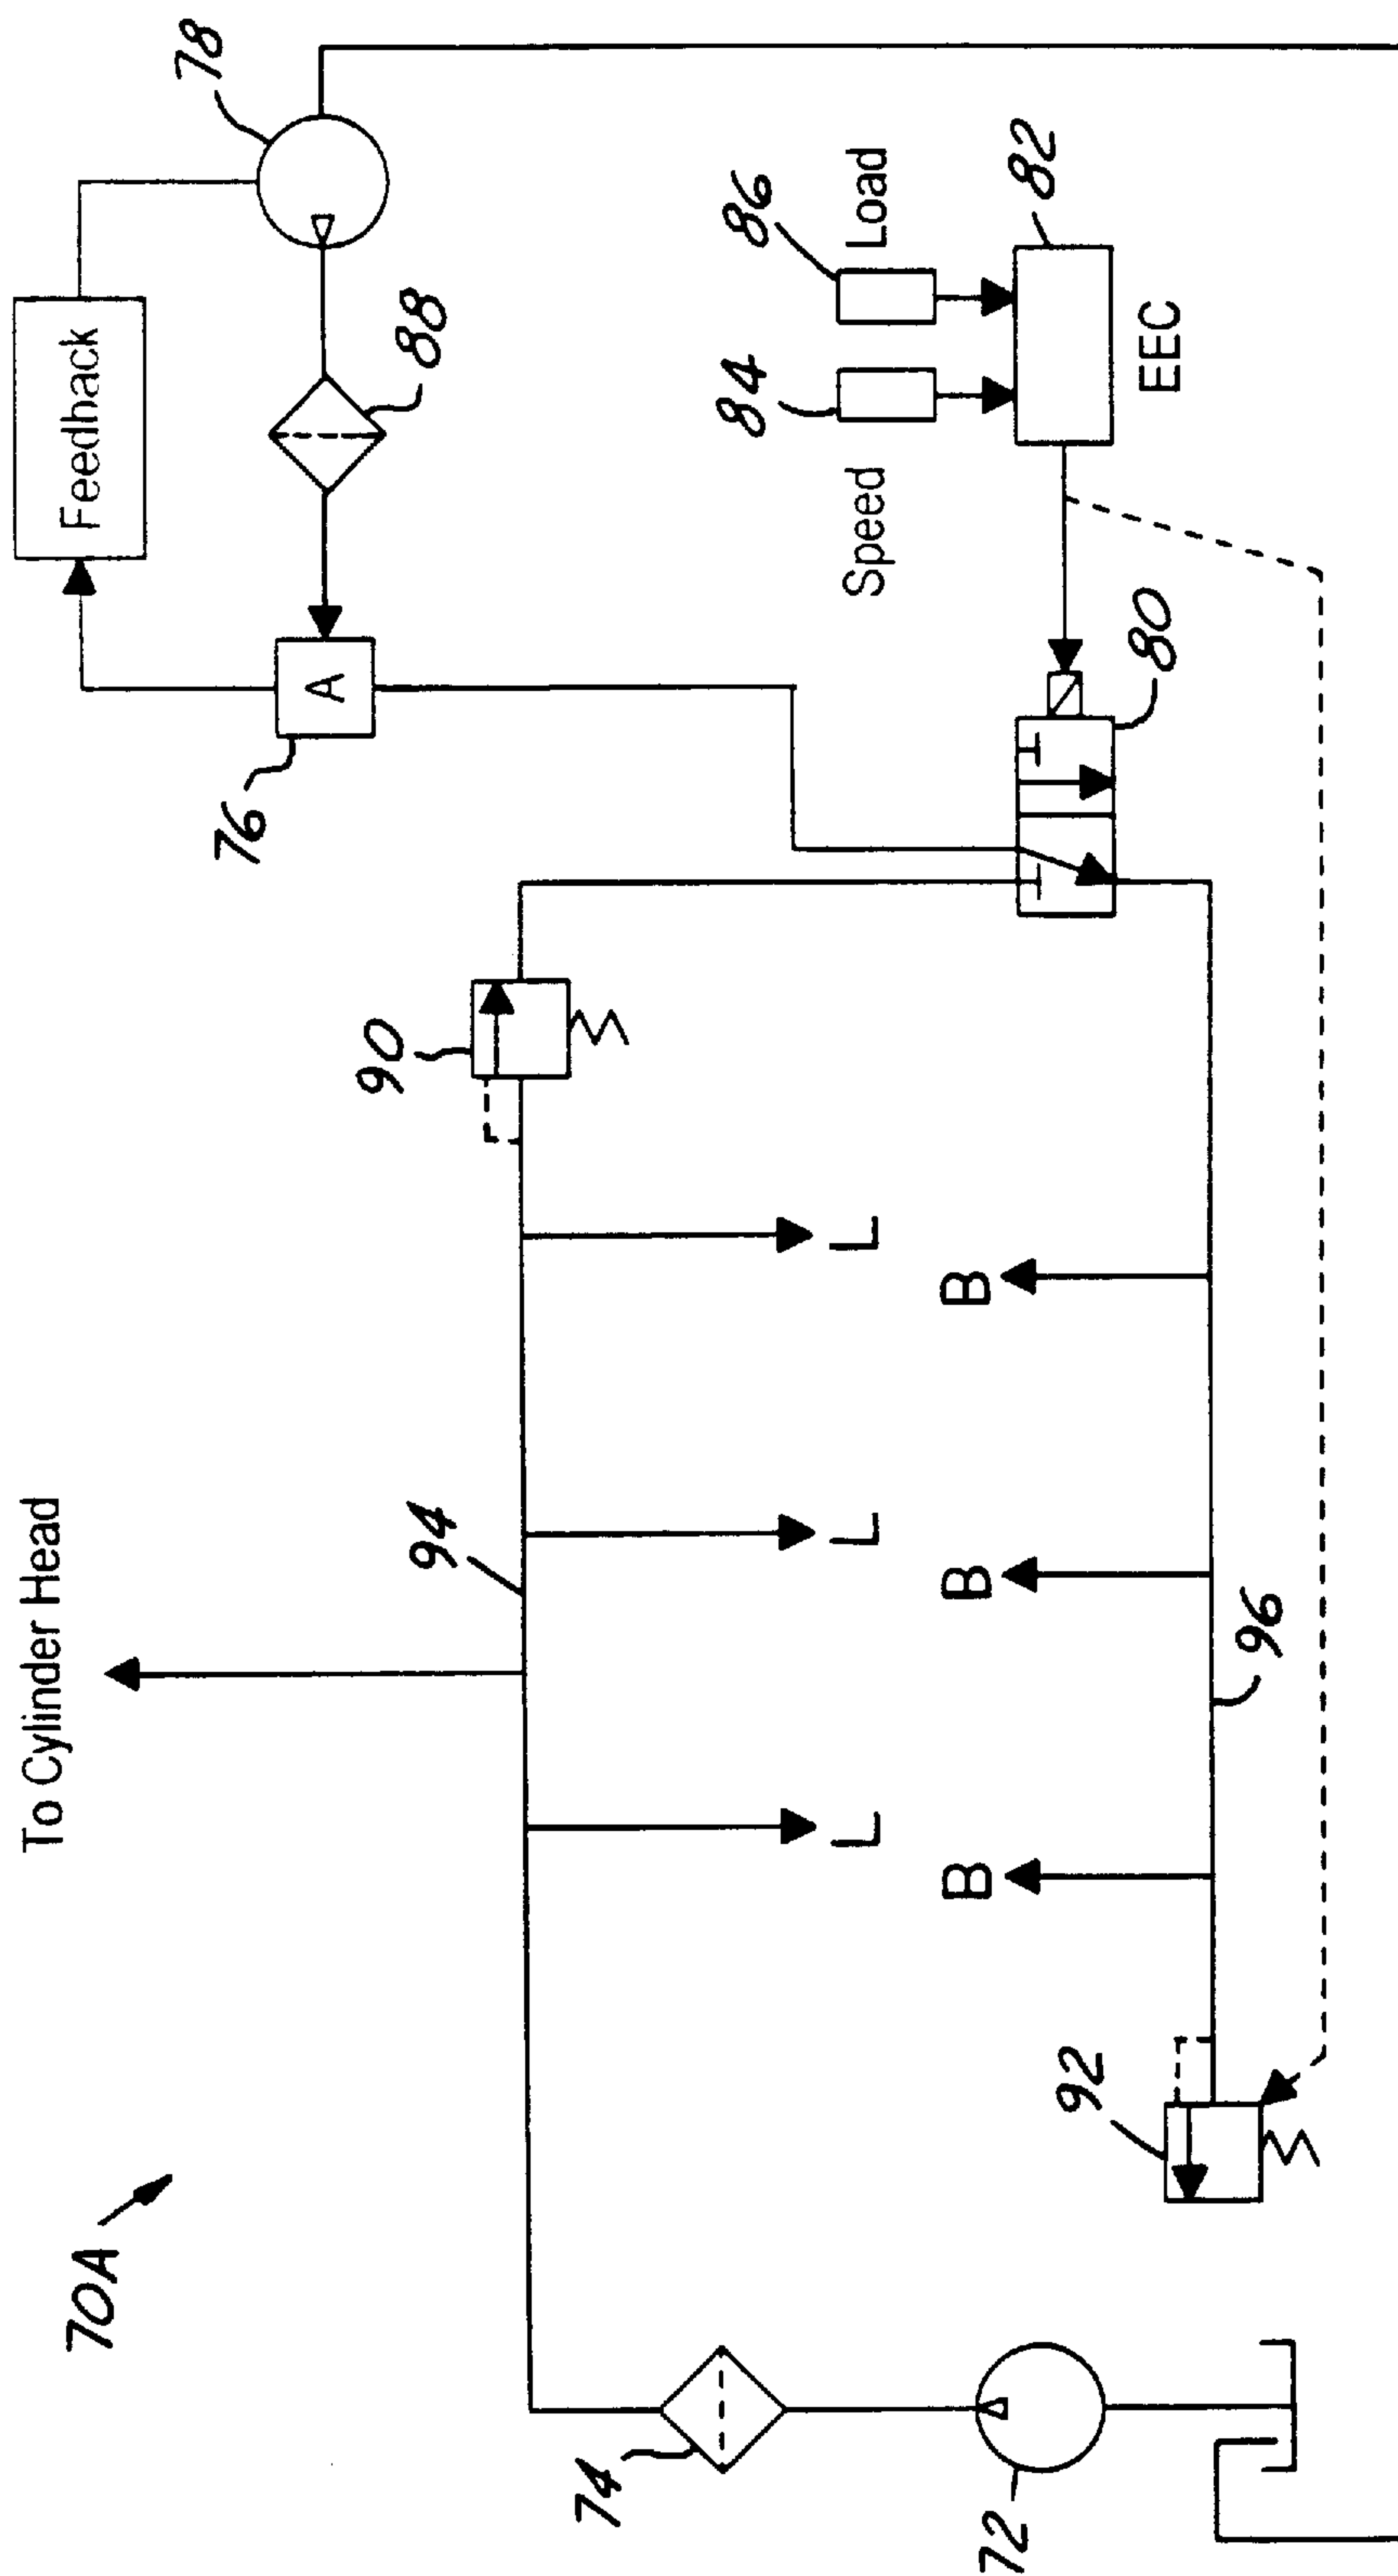 To Cylinder Head
Feedhack
70A
78
76
88
90
94
74
84
86
L
L
L
Speed
Load
B
B
B
72
82
92
80
EEC
96
A